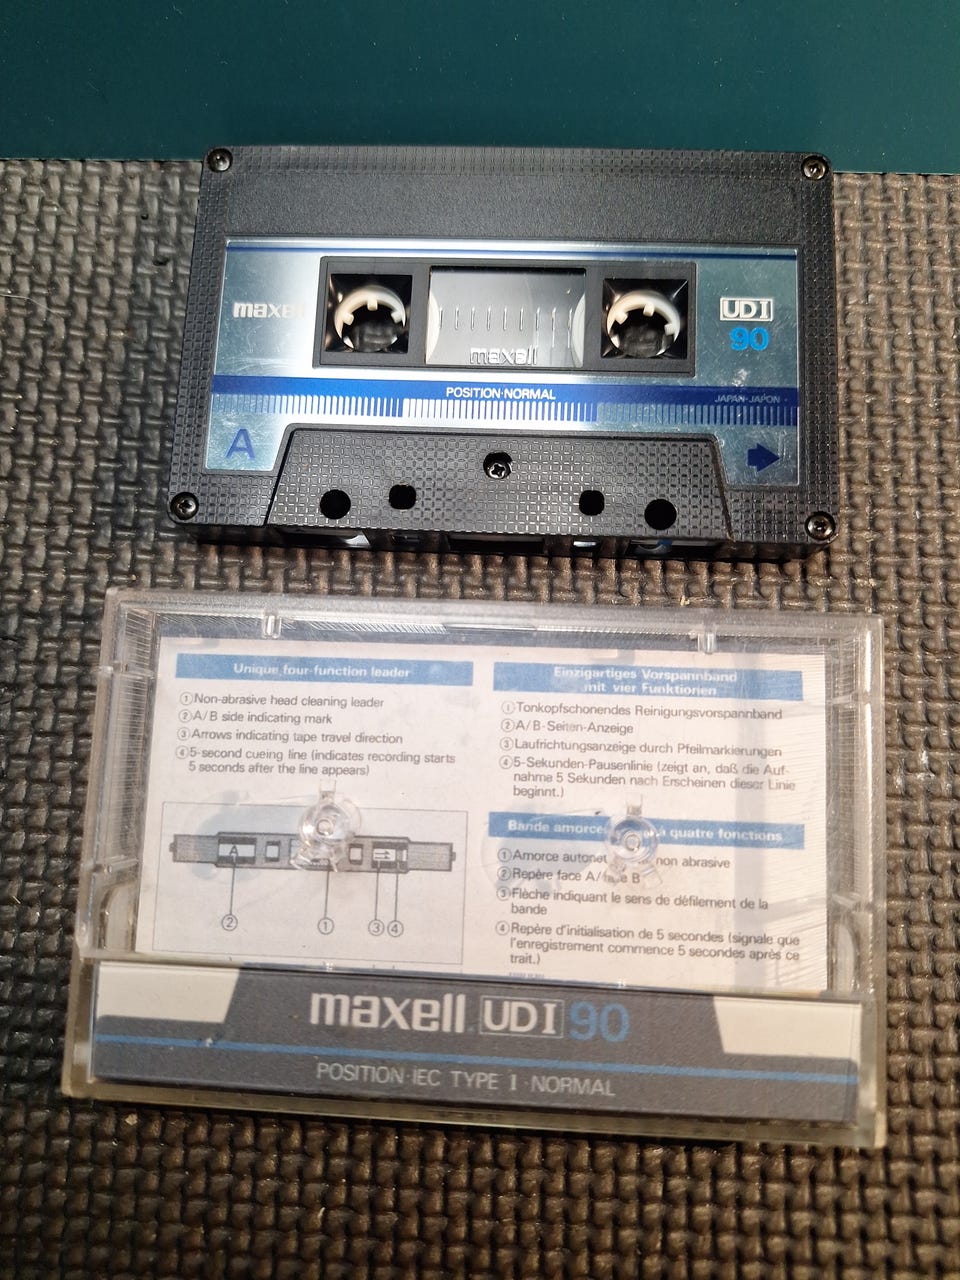 maxell
UD I
90
maxell
POSITION·NORMAL
JAPAN·JAPON
A
Unique four-function leader
①Non-abrasive head cleaning leader
②A/B side indicating mark
③Arrows indicating tape travel direction
④5-second cueing line (indicates recording starts
5 seconds after the line appears)
A
② ① ③ ④
Einzigartiges Vorspannband
mit vier Funktionen
①Tonkopfschonendes Reinigungsvorspannband
②A/B-Seiten-Anzeige
③Laufrichtungsanzeige durch Pfeilmarkierungen
④5-Sekunden-Pausenlinie (zeigt an, daß die Auf-
nahme 5 Sekunden nach Erscheinen dieser Linie
beginnt.)
Bande amorce à quatre fonctions
①Amorce non abrasive
②Repère face A/face B
③Flèche indiquant le sens de défilement de la
bande
④Repère d'initialisation de 5 secondes (signale que
l'enregistrement commence 5 secondes après ce
trait.)
maxell UD I 90
POSITION·IEC TYPE I·NORMAL